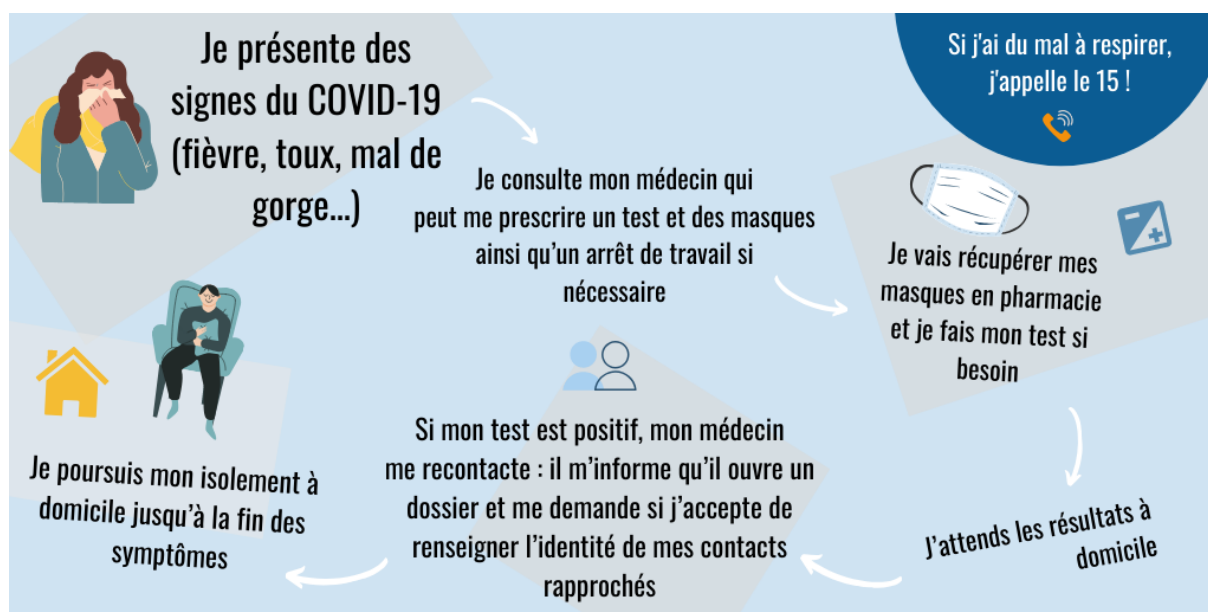 Je présente des
signes du COVID-19
(fièvre, toux, mal de
gorge...)
Si j'ai du mal à respirer,
j'appelle le 15 !
Je consulte mon médecin qui
peut me prescrire un test et des masques
ainsi qu’un arrêt de travail si
nécessaire
Je vais récupérer mes
masques en pharmacie
et je fais mon test si
besoin
J’attends les résultats à
domicile
Si mon test est positif, mon médecin
me recontacte : il m’informe qu’il ouvre un
dossier et me demande si j’accepte de
renseigner l’identité de mes contacts
rapprochés
Je poursuis mon isolement à
domicile jusqu’à la fin des
symptômes